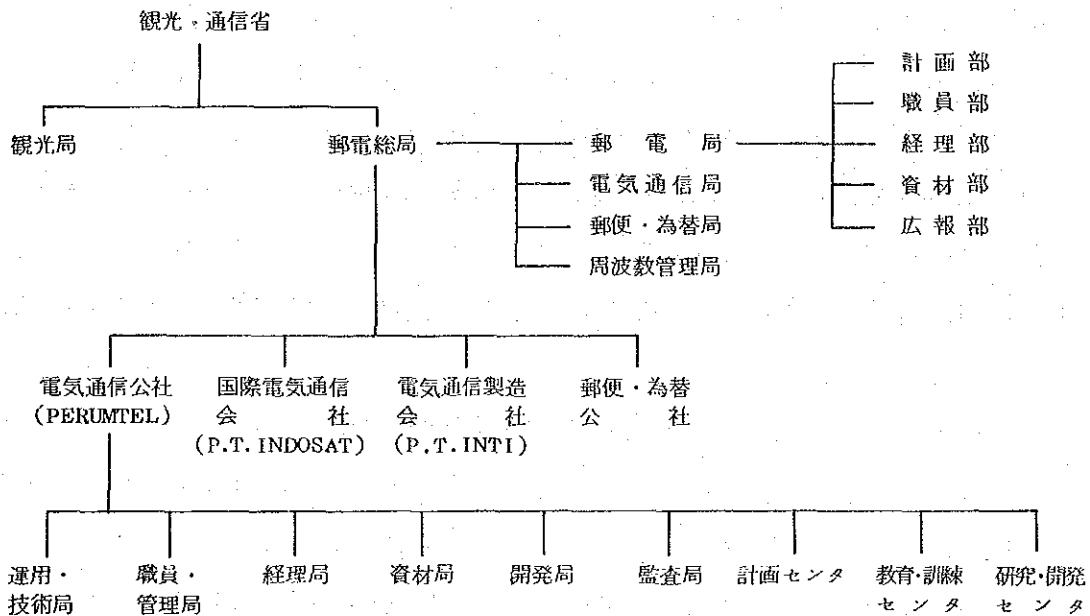 観光・通信省
観光局
郵電総局
郵電局
電気通信局
郵便・為替局
周波数管理局
計画部
職員部
経理部
資材部
広報部
電気通信公社
(PERUMTEL)
国際電気通信
会社
(P.T.INDOSAT)
電気通信製造
会社
(P.T.INTI)
郵便・為替
公社
運用・
技術局
職員・
管理局
経理局
資材局
開発局
監査局
計画センタ
教育・訓練
センタ
研究・開発
センタ